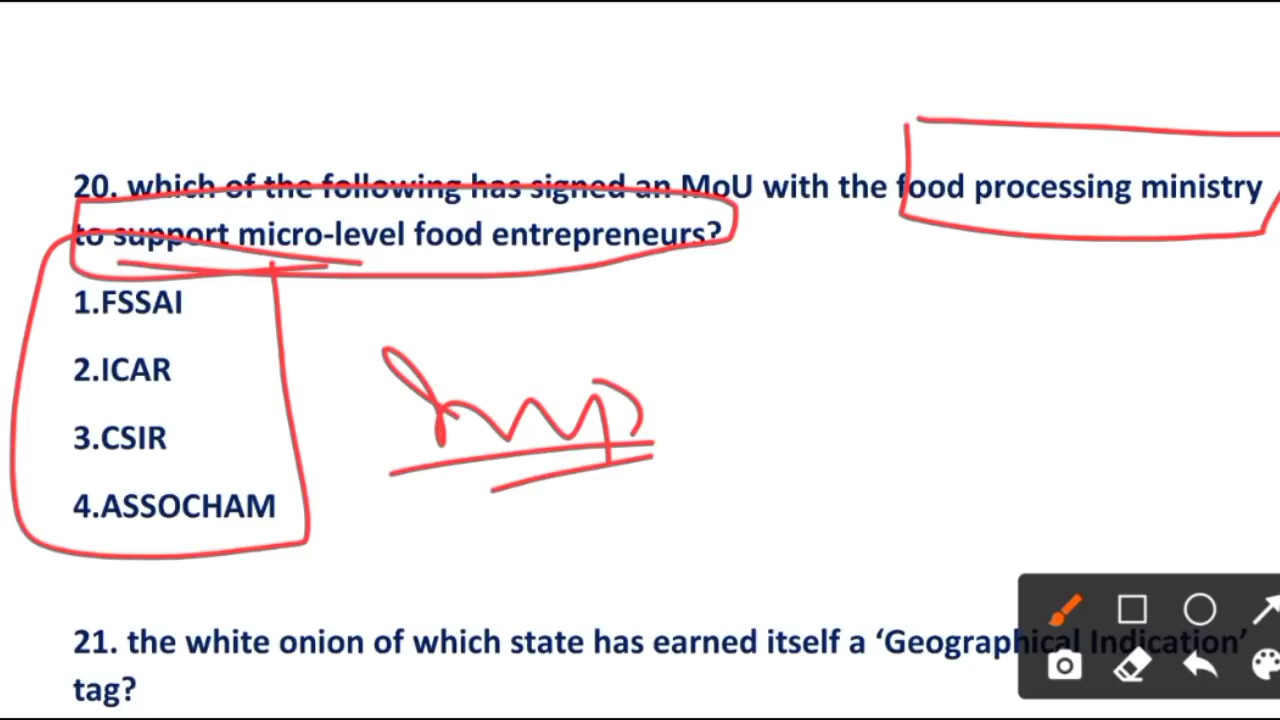 20. which of the following has signed an MoU with the food processing ministry
to support micro-level food entrepreneurs?
1.FSSAI
2.ICAR
3.CSIR
4.ASSOCHAM
Imp
21. the white onion of which state has earned itself a ‘Geographical Indication’
tag?